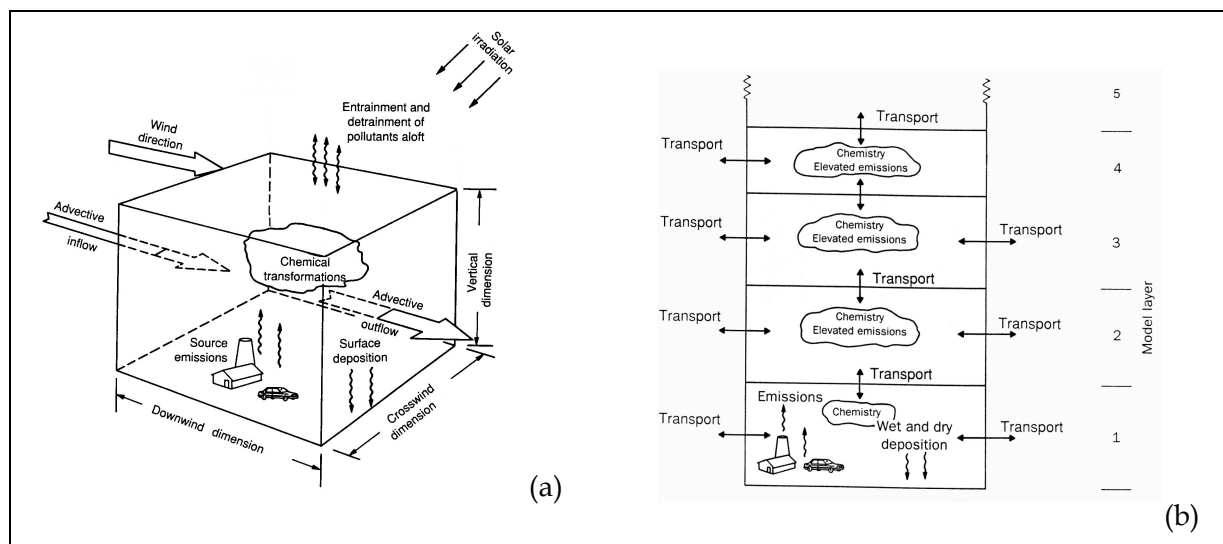 Solar
irradiation
Entrainment and
detrainment of
pollutants aloft
Wind
direction
Advective
inflow
Chemical
transformations
Vertical
dimension
Advective
outflow
Source
emissions
Surface
deposition
Downwind dimension
Crosswind
dimension
(a)
5
Transport
Transport
Chemistry
Elevated emissions
4
Transport
Chemistry
Elevated emissions
Transport
3
Transport
Transport
Chemistry
Elevated emissions
Transport
2
Transport
Emissions
Chemistry
Transport
Wet and dry
deposition
Transport
1
Model layer
(b)